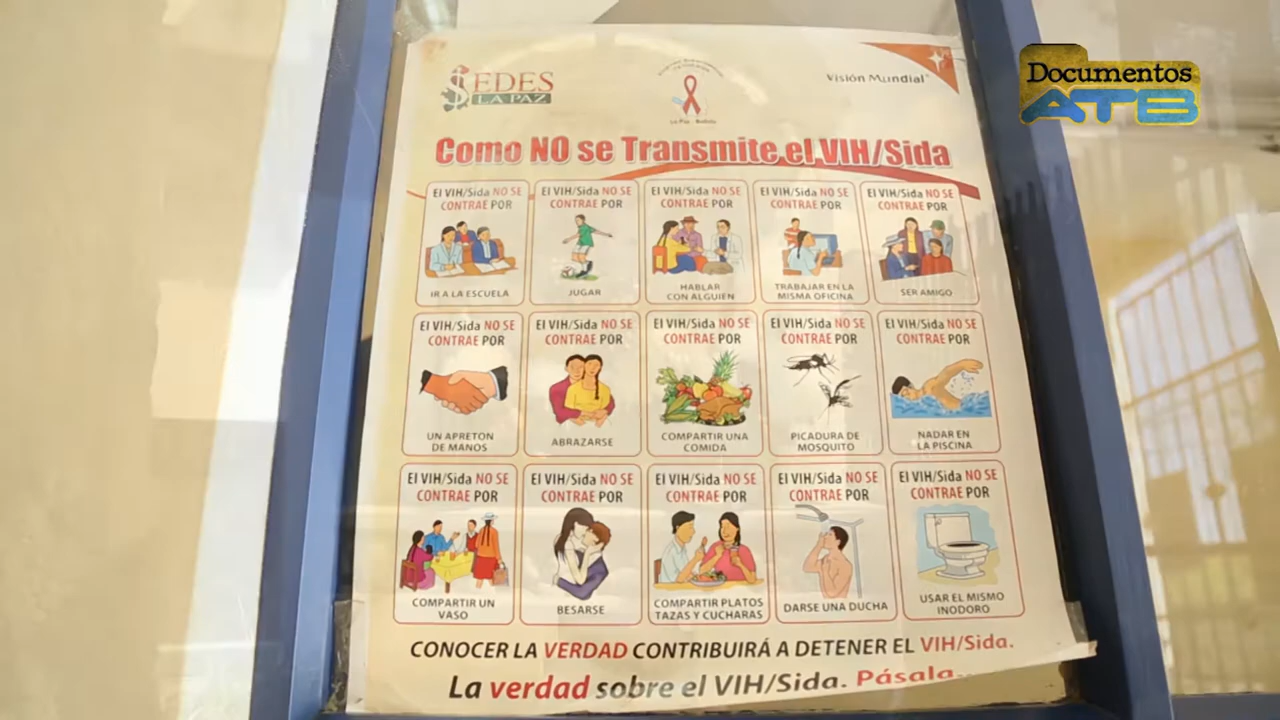 Documentos
ATB
SEDES
LA PAZ
La Paz - Bolivia
Visión Mundial
Como NO se Transmite el VIH/Sida
El VIH/Sida NO SE
CONTRAE POR
IR A LA ESCUELA
El VIH/Sida NO SE
CONTRAE POR
JUGAR
El VIH/Sida NO SE
CONTRAE POR
HABLAR
CON ALGUIEN
El VIH/Sida NO SE
CONTRAE POR
TRABAJAR EN LA
MISMA OFICINA
El VIH/Sida NO SE
CONTRAE POR
SER AMIGO
El VIH/Sida NO SE
CONTRAE POR
UN APRETON
DE MANOS
El VIH/Sida NO SE
CONTRAE POR
ABRAZARSE
El VIH/Sida NO SE
CONTRAE POR
COMPARTIR UNA
COMIDA
El VIH/Sida NO SE
CONTRAE POR
PICADURA DE
MOSQUITO
El VIH/Sida NO SE
CONTRAE POR
NADAR EN
LA PISCINA
El VIH/Sida NO SE
CONTRAE POR
COMPARTIR UN
VASO
El VIH/Sida NO SE
CONTRAE POR
BESARSE
El VIH/Sida NO SE
CONTRAE POR
COMPARTIR PLATOS
TAZAS Y CUCHARAS
El VIH/Sida NO SE
CONTRAE POR
DARSE UNA DUCHA
El VIH/Sida NO SE
CONTRAE POR
USAR EL MISMO
INODORO
CONOCER LA VERDAD CONTRIBUIRÁ A DETENER EL VIH/Sida.
La verdad sobre el VIH/Sida. Pásala...